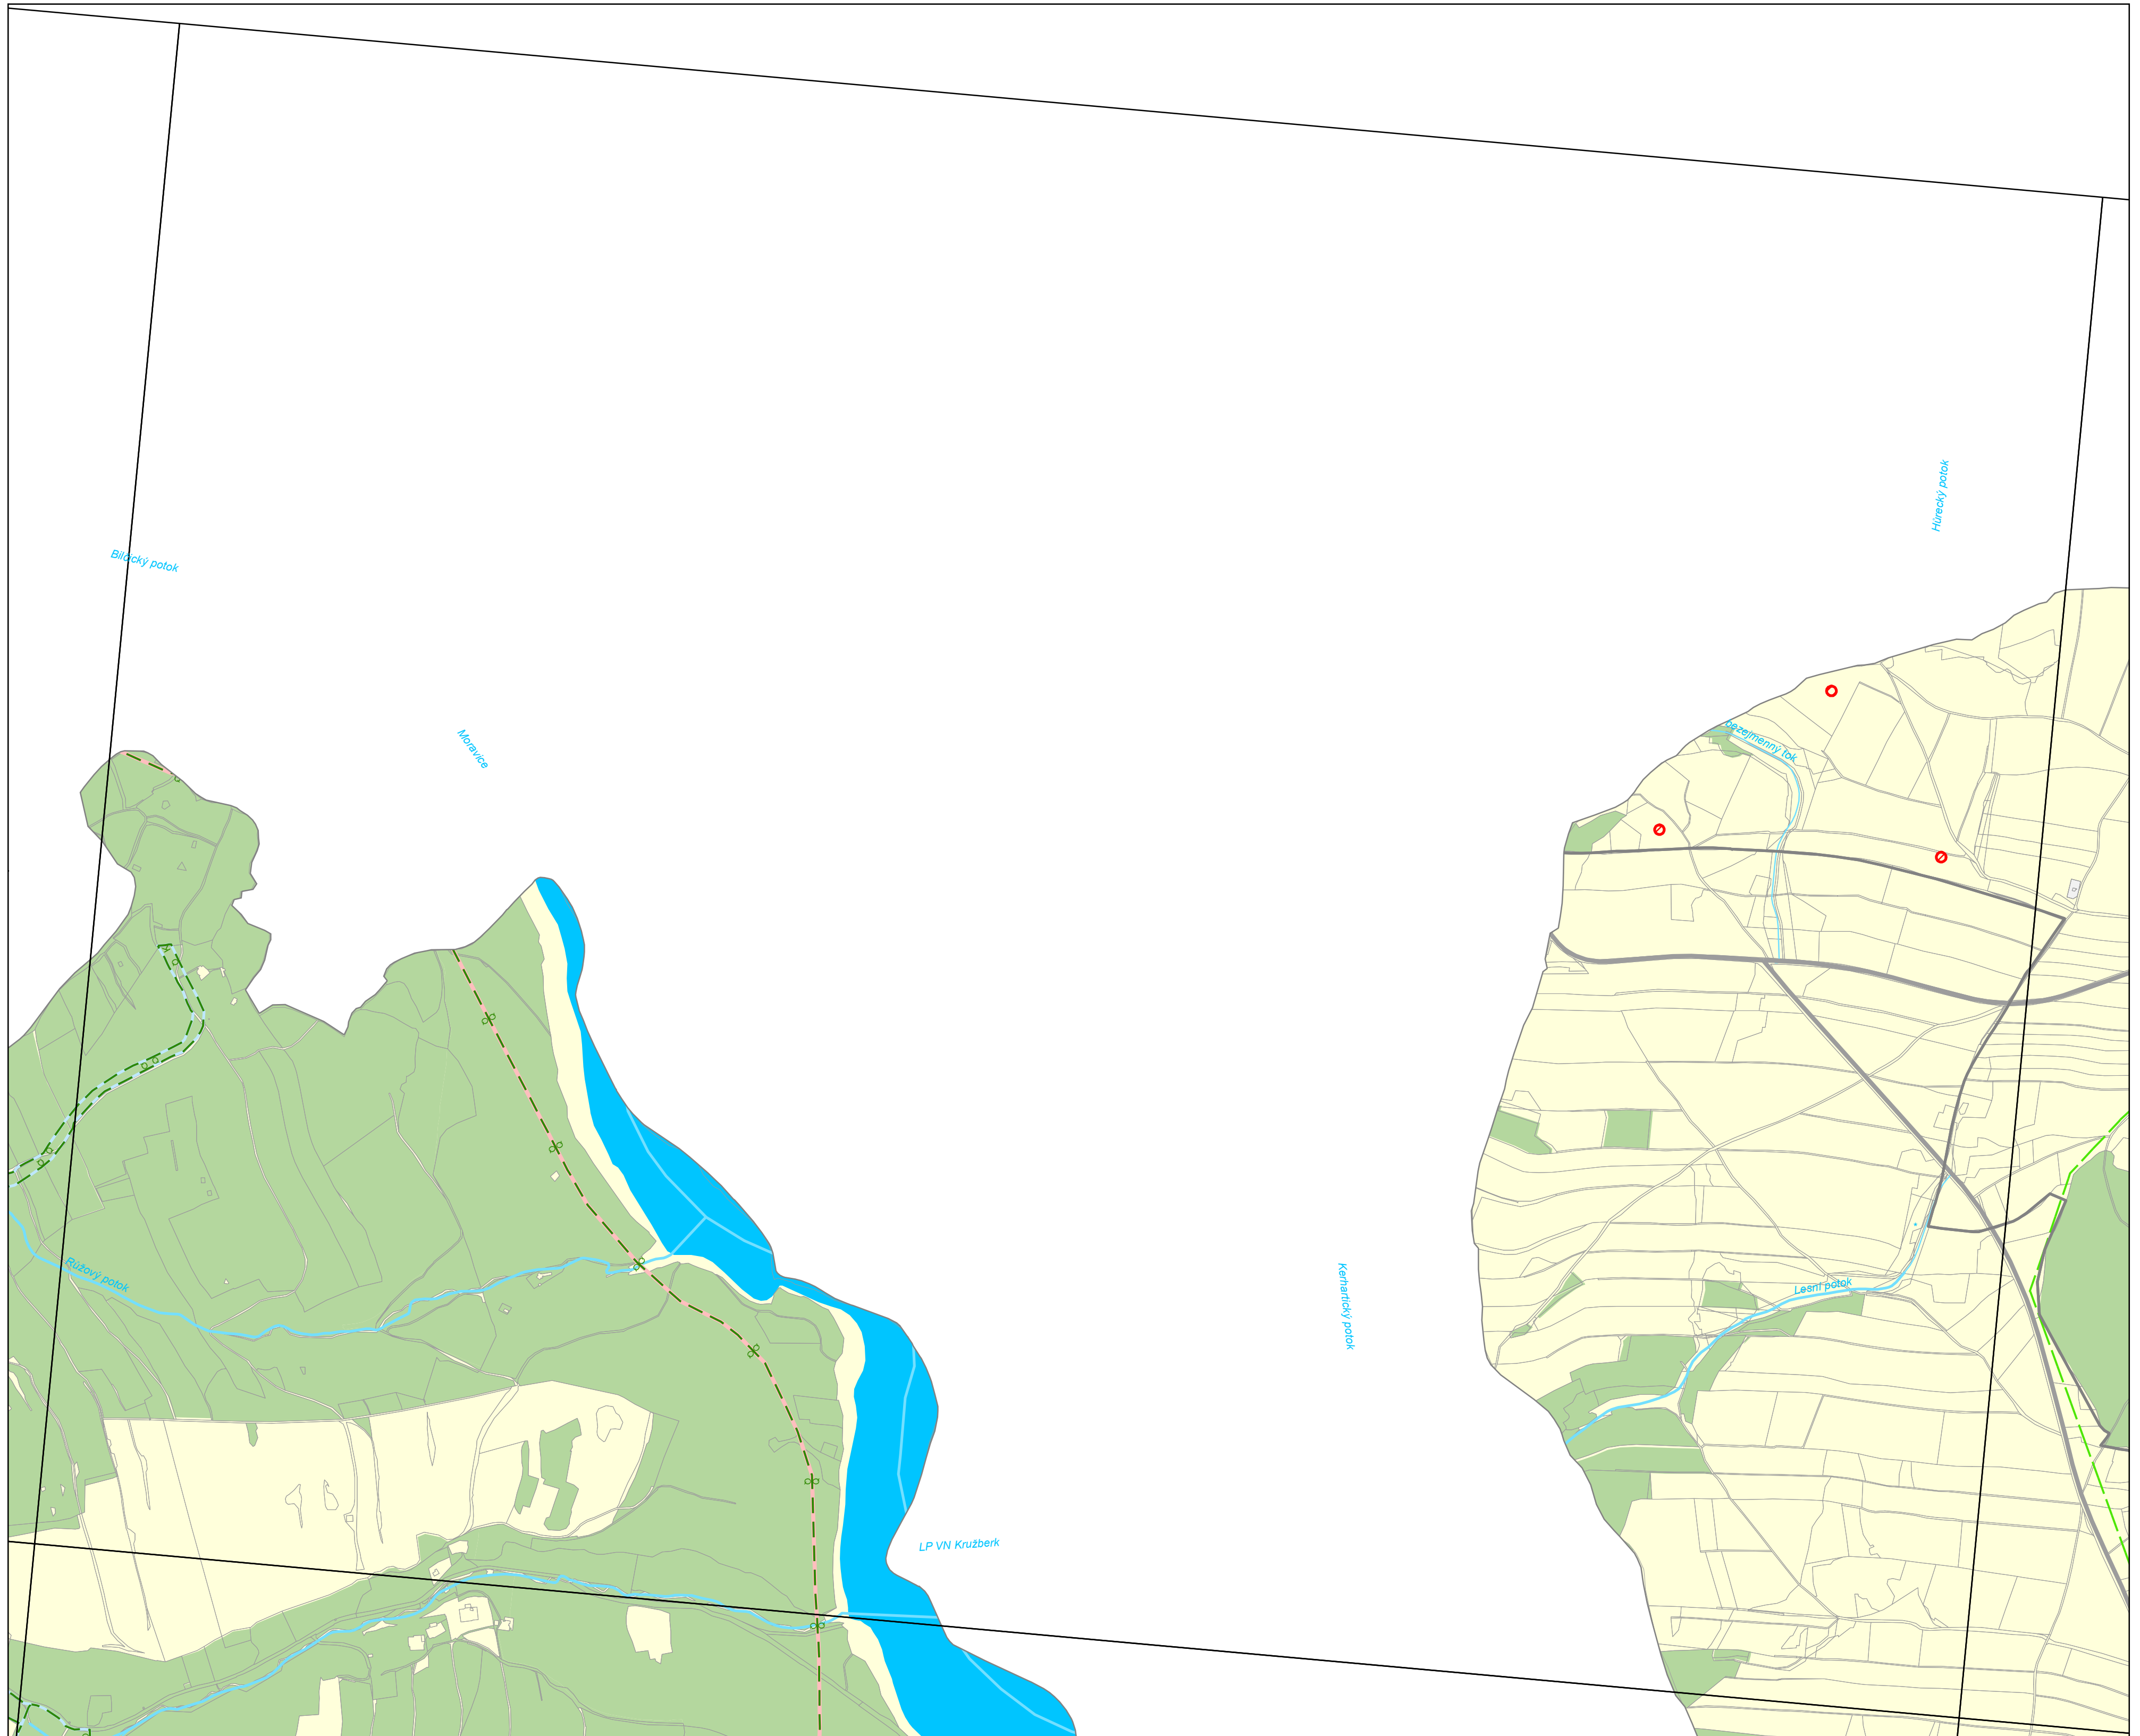 Hůrecký potok
Bílčický potok
Moravice
bezejmenný tok
Růžový potok
Lesní potok
Kerhartický potok
LP VN Kružberk